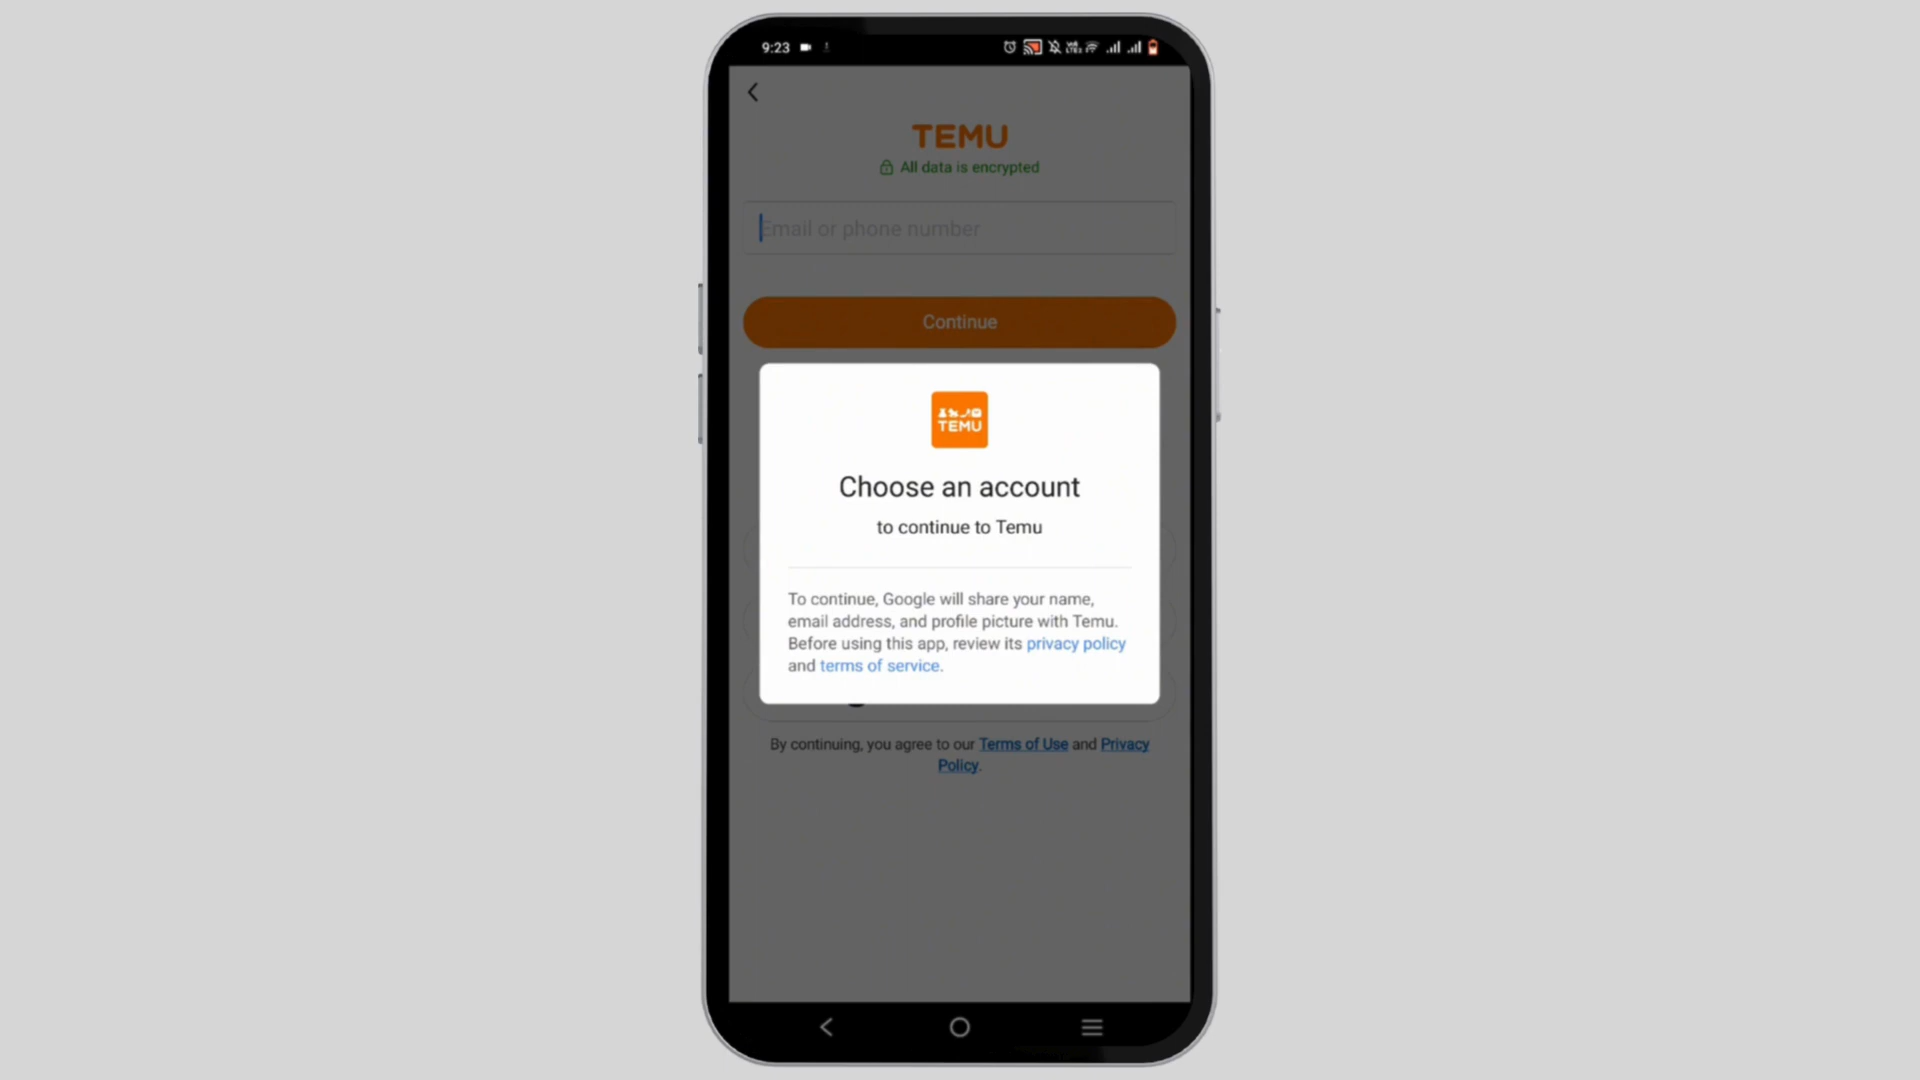 9:23
TEMU
All data is encrypted
Email or phone number
Continue
TEMU
Choose an account
to continue to Temu
To continue, Google will share your name,
email address, and profile picture with Temu.
Before using this app, review its privacy policy
and terms of service.
By continuing, you agree to our Terms of Use and Privacy
Policy.